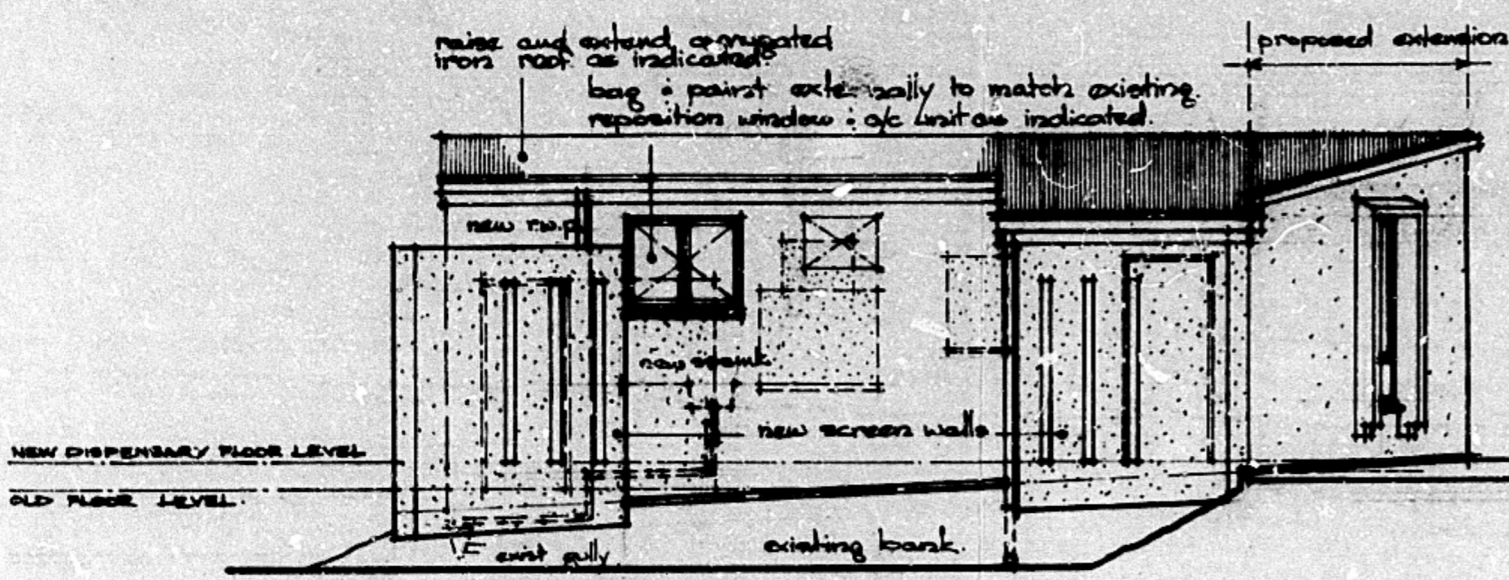 raise and extend corrugated
iron roof as indicated.
bag & paint externally to match existing.
reposition window & a/c unit as indicated.
proposed extension
new r.w.p.
new
new screen walls
NEW DISPENSARY FLOOR LEVEL
OLD FLOOR LEVEL.
exist gully
existing bank.